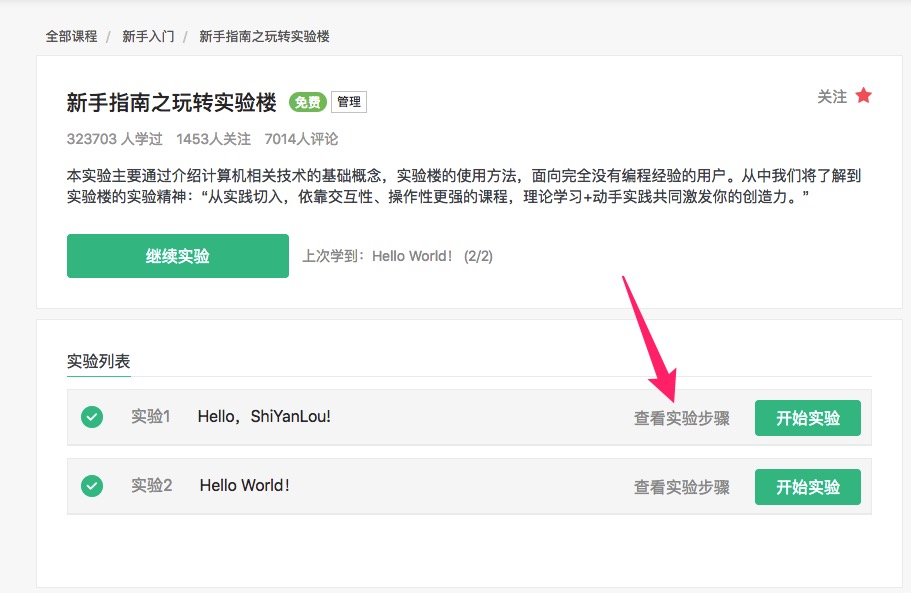 全部课程 / 新手入门 / 新手指南之玩转实验楼
新手指南之玩转实验楼 免费 管理 关注
323703 人学过 1453人关注 7014人评论
本实验主要通过介绍计算机相关技术的基础概念，实验楼的使用方法，面向完全没有编程经验的用户。从中我们将了解到
实验楼的实验精神：“从实践切入，依靠交互性、操作性更强的课程，理论学习+动手实践共同激发你的创造力。”
继续实验 上次学到：Hello World！ (2/2)
实验列表
实验1 Hello，ShiYanLou! 查看实验步骤 开始实验
实验2 Hello World！ 查看实验步骤 开始实验